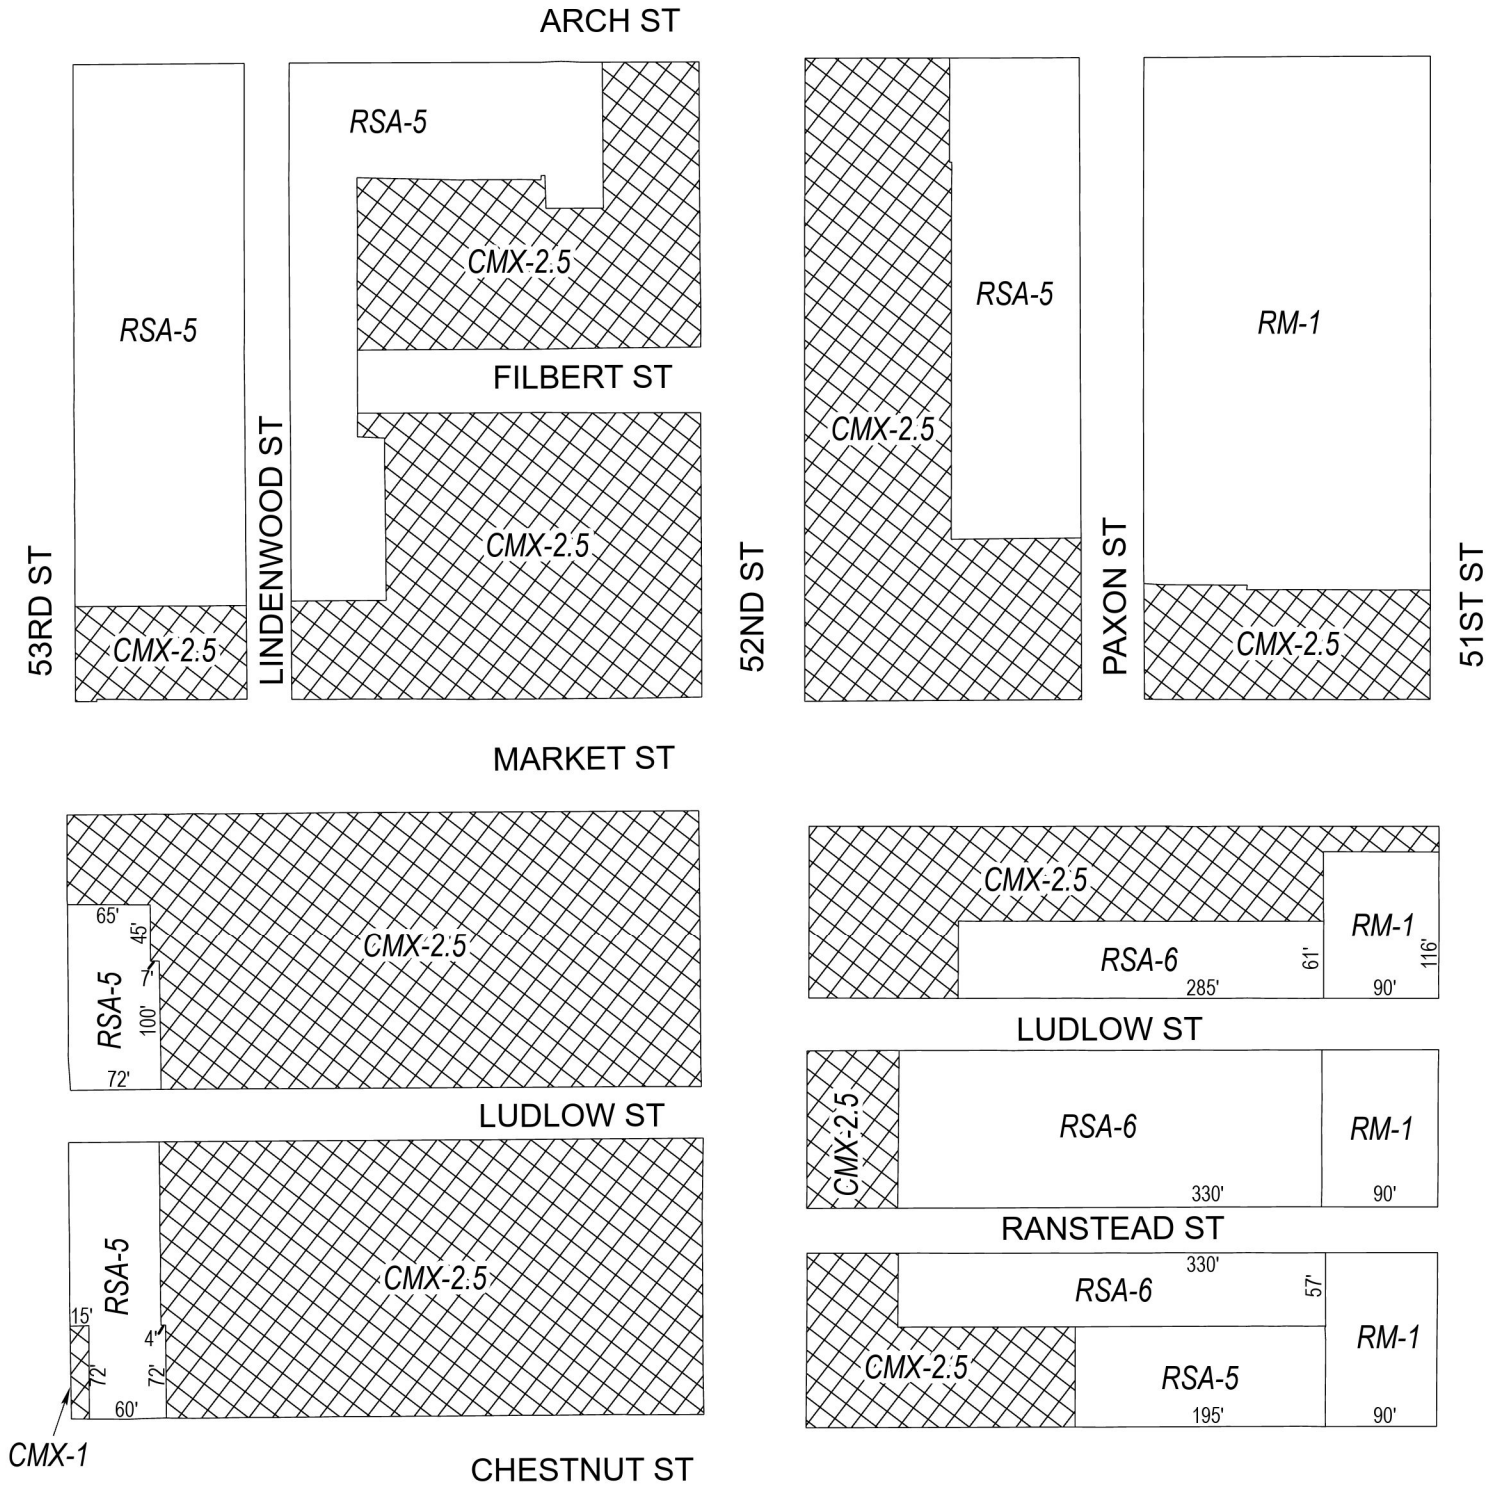 ARCH ST
RSA-5
CMX-2.5
RSA-5
RSA-5
RM-1
FILBERT ST
CMX-2.5
CMX-2.5
53RD ST
CMX-2.5
LINDENWOOD ST
52ND ST
PAXON ST
CMX-2.5
51ST ST
MARKET ST
65'
45'
7'
RSA-5
100'
72'
CMX-2.5
CMX-2.5
RSA-6
61'
285'
RM-1
116'
90'
LUDLOW ST
LUDLOW ST
CMX-2.5
RSA-6
330'
RM-1
90'
RANSTEAD ST
RSA-5
15'
4'
72'
72'
60'
CMX-1
CMX-2.5
330'
RSA-6
57'
CMX-2.5
RSA-5
195'
RM-1
90'
CHESTNUT ST